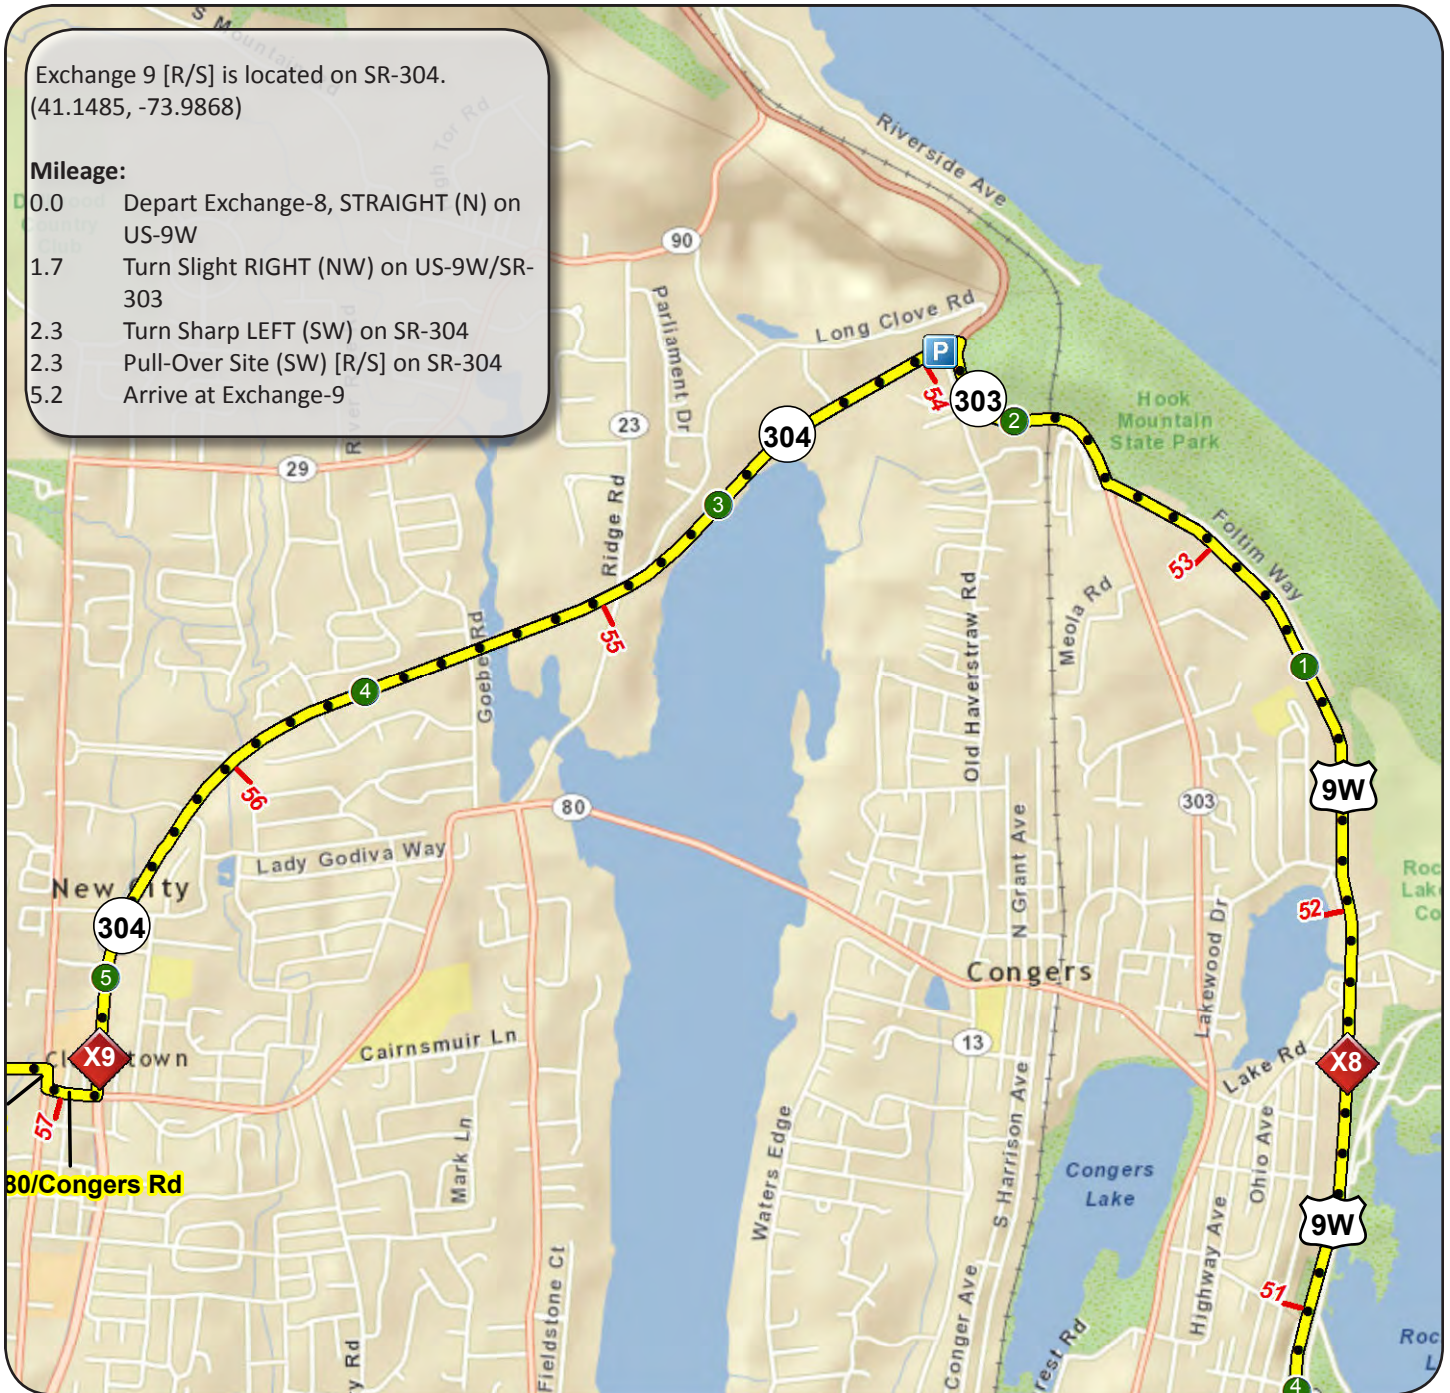 Exchange 9 [R/S] is located on SR-304.
(41.1485, -73.9868)
Mileage:
0.0 Depart Exchange-8, STRAIGHT (N) on
US-9W
1.7 Turn Slight RIGHT (NW) on US-9W/SR-
303
2.3 Turn Sharp LEFT (SW) on SR-304
2.3 Pull-Over Site (SW) [R/S] on SR-304
5.2 Arrive at Exchange-9
S Mountain Rd
Riverside Ave
90
Parliament Dr
Long Clove Rd
P
54
303
2
Hook
Mountain
State Park
23
304
29
3
Ridge Rd
Foltim Way
53
55
Old Haverstraw Rd
Meola Rd
1
Goebel Rd
4
56
9W
80
303
N Grant Ave
Lady Godiva Way
New City
304
52
Lakewood Dr
Congers
5
13
Cairnsmuir Ln
X9
Lake Rd
X8
57
80/Congers Rd
Mark Ln
Waters Edge
S Harrison Ave
Ohio Ave
Congers
Lake
Highway Ave
9W
51
Fieldstone Ct
Conger Ave
4